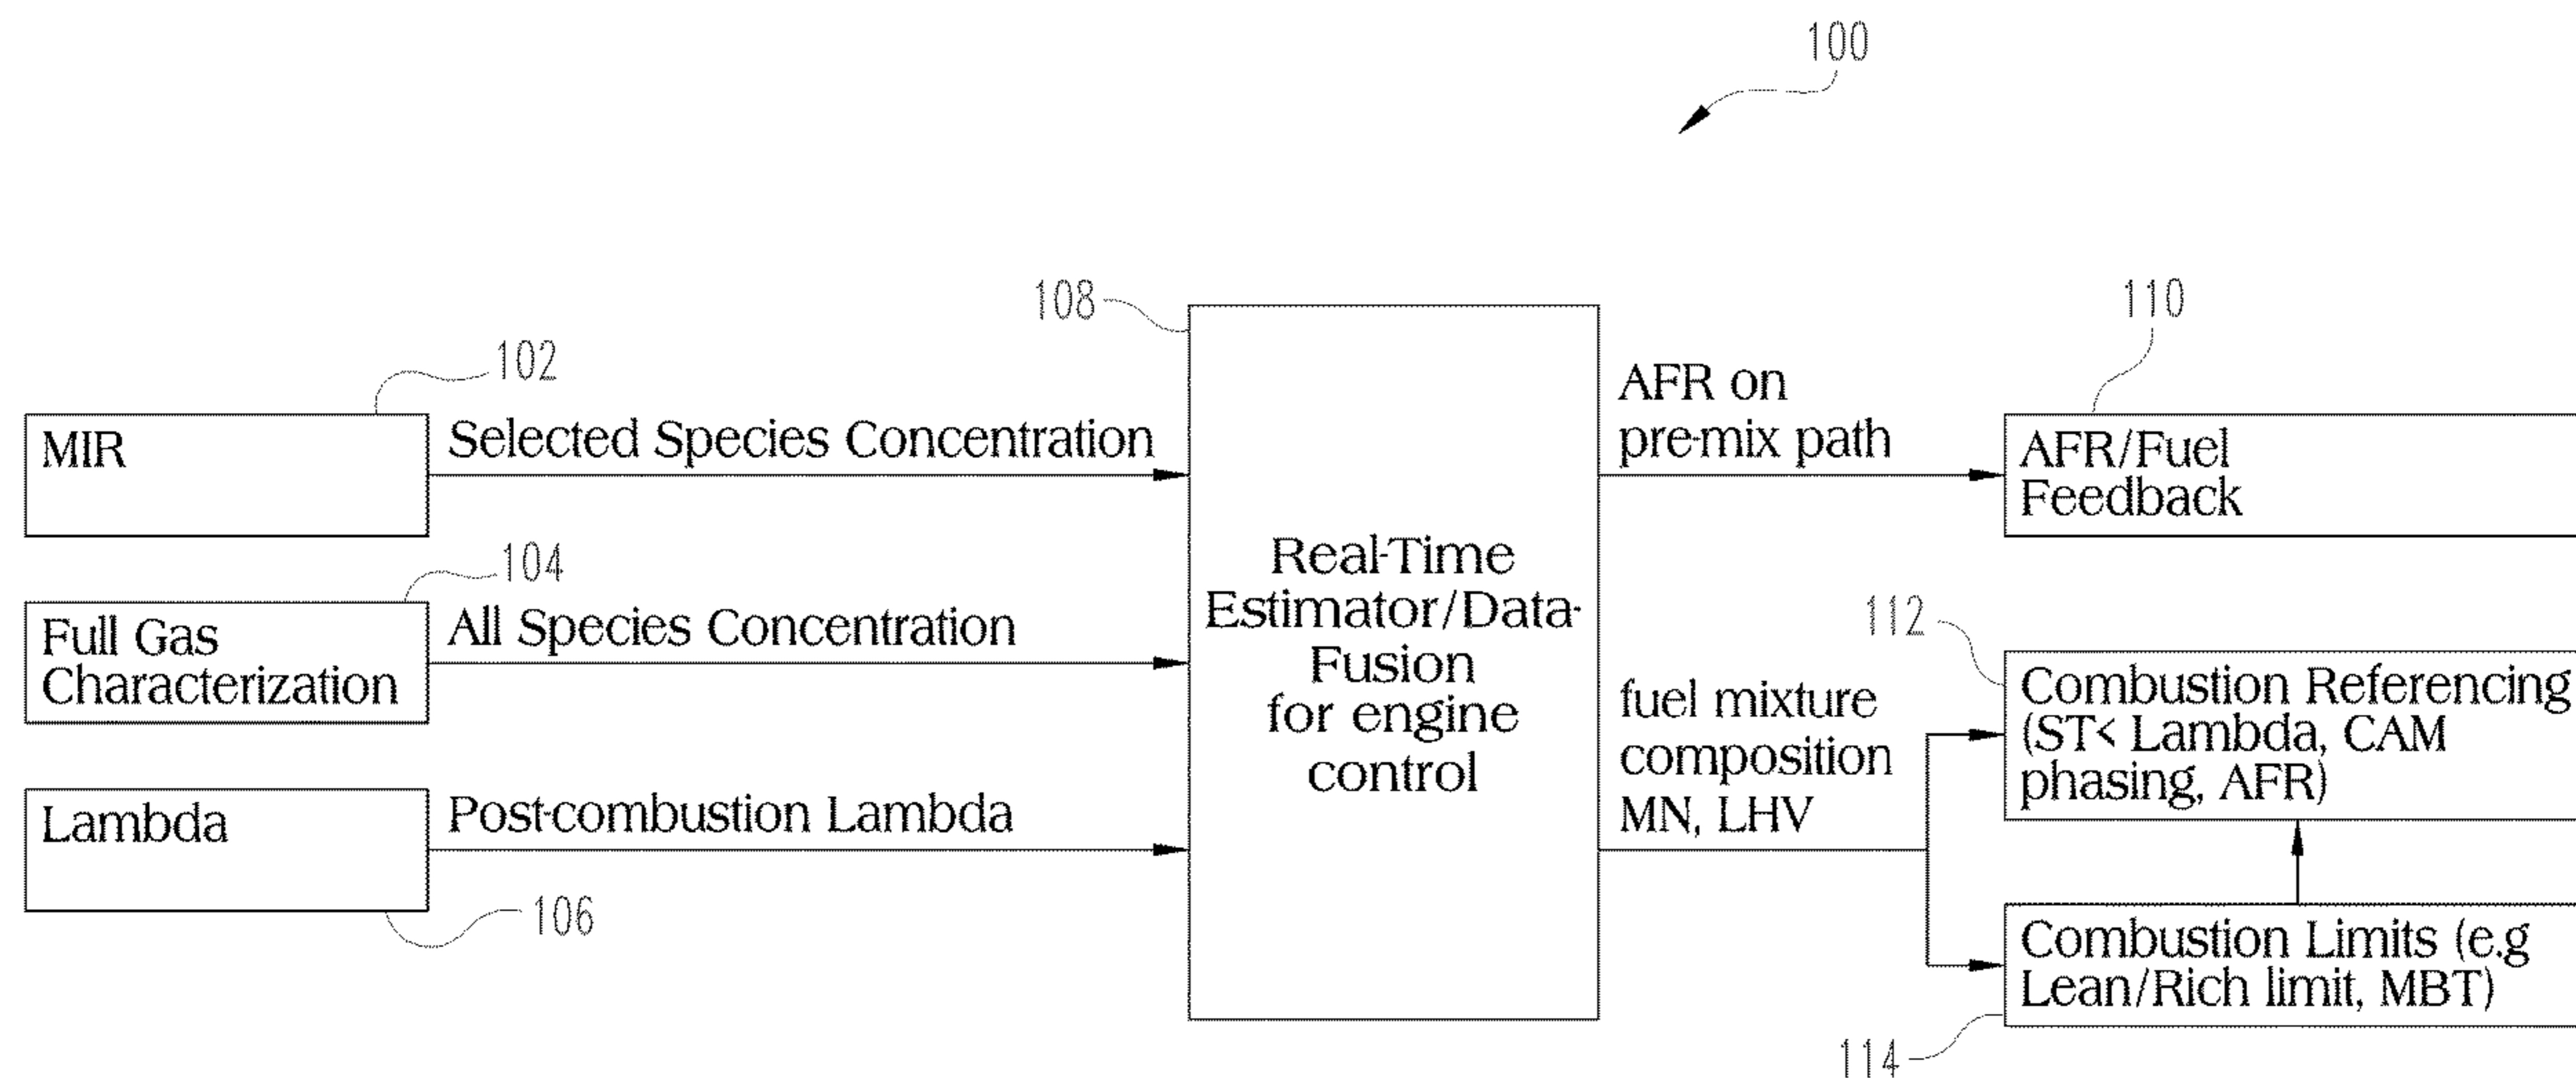 100
102
MIR
Selected Species Concentration
104
Full Gas
Characterization
All Species Concentration
Lambda
106
Post-combustion Lambda
108
Real-Time
Estimator/Data-
Fusion
for engine
control
AFR on
pre-mix path
110
AFR/Fuel
Feedback
fuel mixture
composition
MN, LHV
112
Combustion Referencing
(ST< Lambda, CAM
phasing, AFR)
Combustion Limits (e.g
Lean/Rich limit, MBT)
114